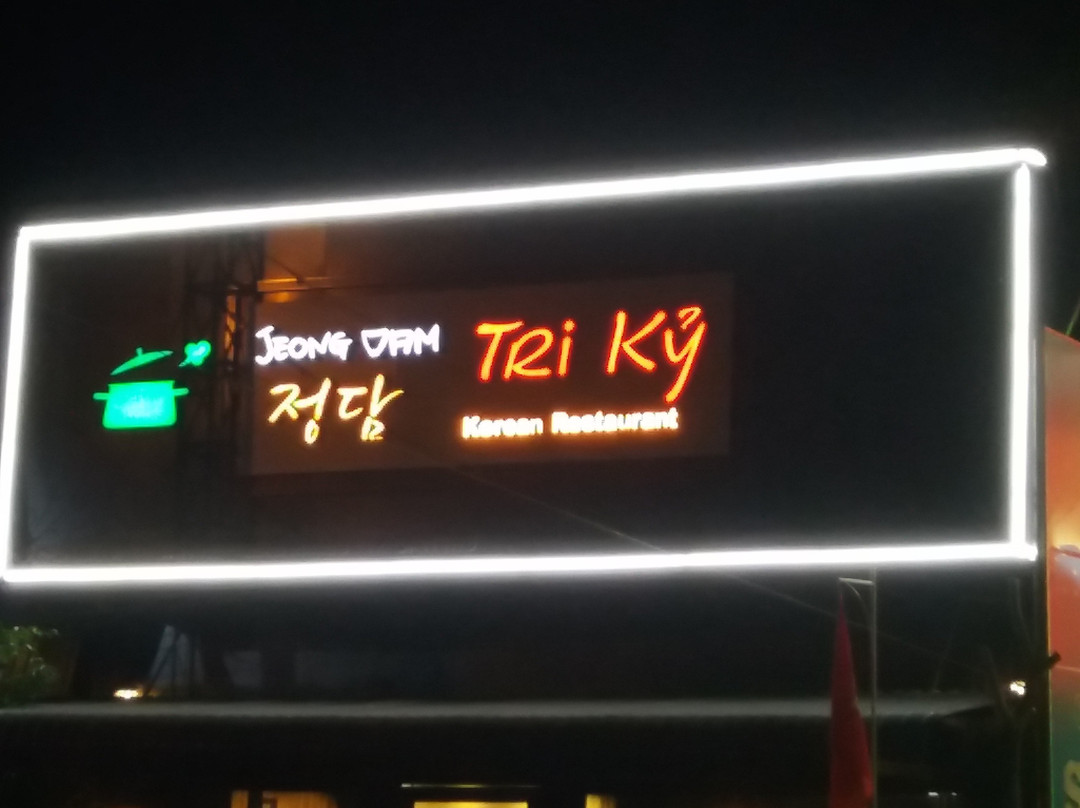 JEONG DAM
정담
TRi Kỷ
Korean Restaurant